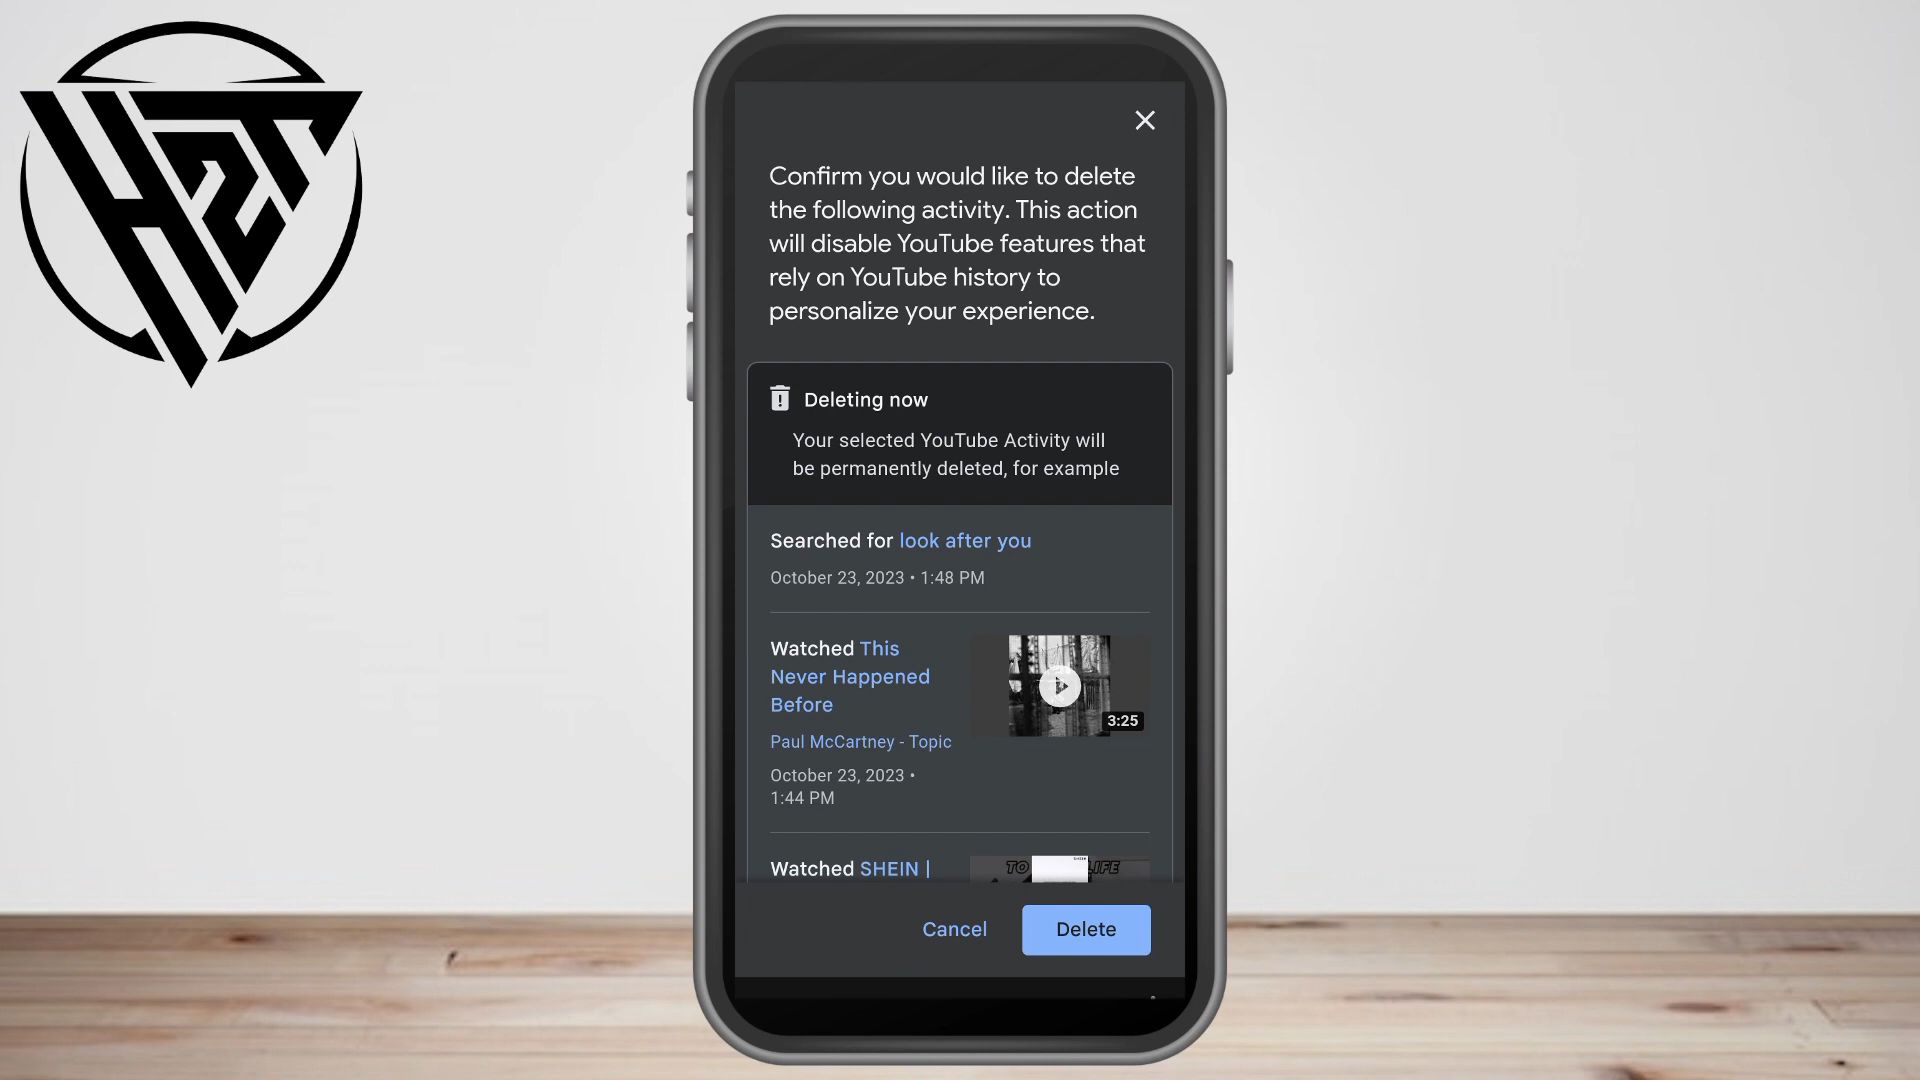 H2T
Confirm you would like to delete
the following activity. This action
will disable YouTube features that
rely on YouTube history to
personalize your experience.
Deleting now
Your selected YouTube Activity will
be permanently deleted, for example
Searched for look after you
October 23, 2023 • 1:48 PM
Watched This
Never Happened
Before
3:25
Paul McCartney - Topic
October 23, 2023 •
1:44 PM
Watched SHEIN |
TO LIFE
Cancel
Delete